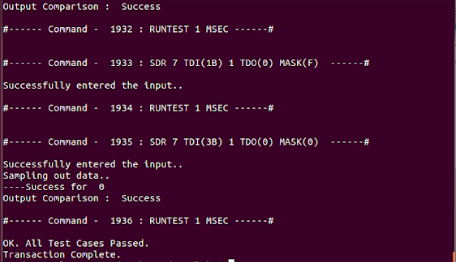 Output Comparison :  Success
#------ Command -  1932 : RUNTEST 1 MSEC ------#
#------ Command -  1933 : SDR 7 TDI(1B) 1 TDO(0) MASK(F)  ------#
Successfully entered the input..
#------ Command -  1934 : RUNTEST 1 MSEC ------#
#------ Command -  1935 : SDR 7 TDI(3B) 1 TDO(0) MASK(0)  ------#
Successfully entered the input..
Sampling out data..
----Success for  0
Output Comparison :  Success
#------ Command -  1936 : RUNTEST 1 MSEC ------#
OK. All Test Cases Passed.
Transaction Complete.